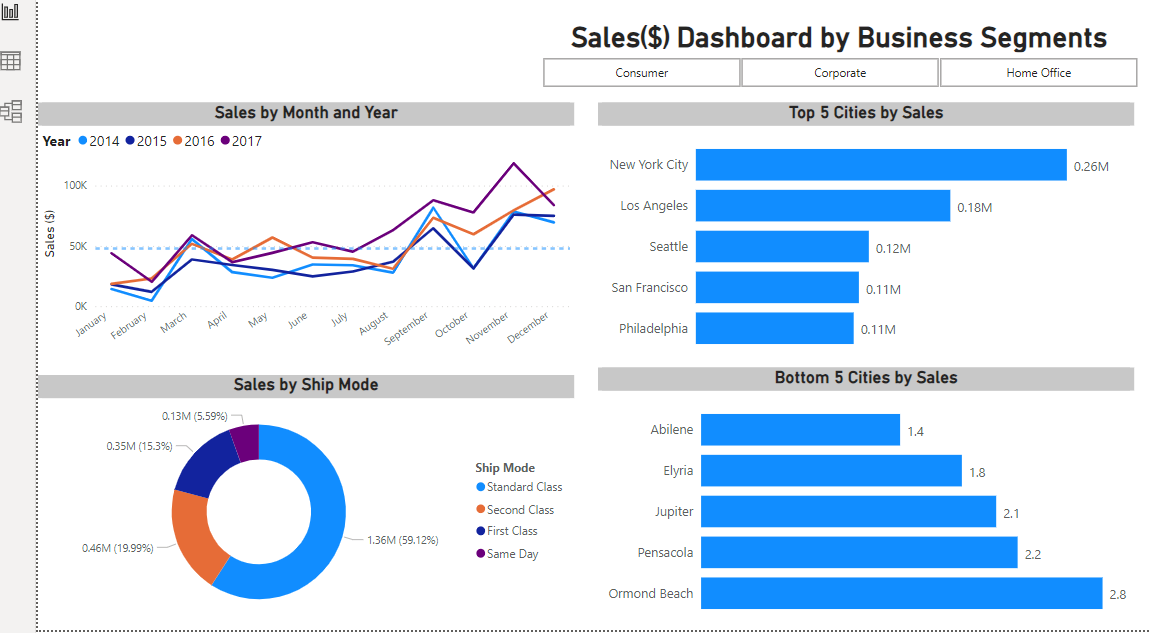 Sales($) Dashboard by Business Segments
Consumer
Corporate
Home Office
Sales by Month and Year
Year 2014 2015 2016 2017
100K
50K
0K
Sales ($)
January
February
March
April
May
June
July
August
September
October
November
December
Top 5 Cities by Sales
New York City 0.26M
Los Angeles 0.18M
Seattle 0.12M
San Francisco 0.11M
Philadelphia 0.11M
Sales by Ship Mode
0.13M (5.59%)
0.35M (15.3%)
0.46M (19.99%)
1.36M (59.12%)
Ship Mode
Standard Class
Second Class
First Class
Same Day
Bottom 5 Cities by Sales
Abilene 1.4
Elyria 1.8
Jupiter 2.1
Pensacola 2.2
Ormond Beach 2.8